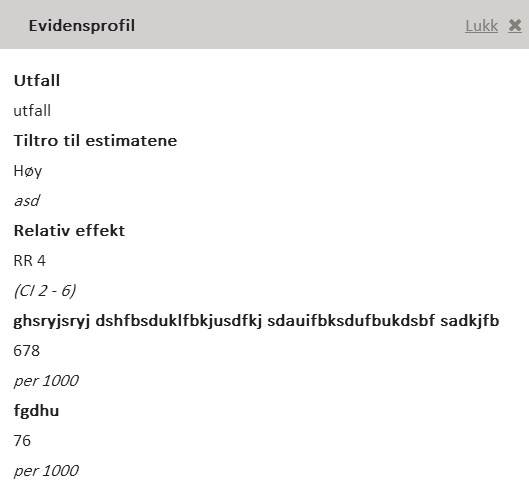 Evidensprofil
Lukk ✖
Utfall
utfall
Tiltro til estimatene
Høy
asd
Relativ effekt
RR 4
(CI 2 - 6)
ghsryjsryj dshfbsduklfbkjusdfkj sdauifbksdufbukdsbf sadkjfb
678
per 1000
fgdhu
76
per 1000